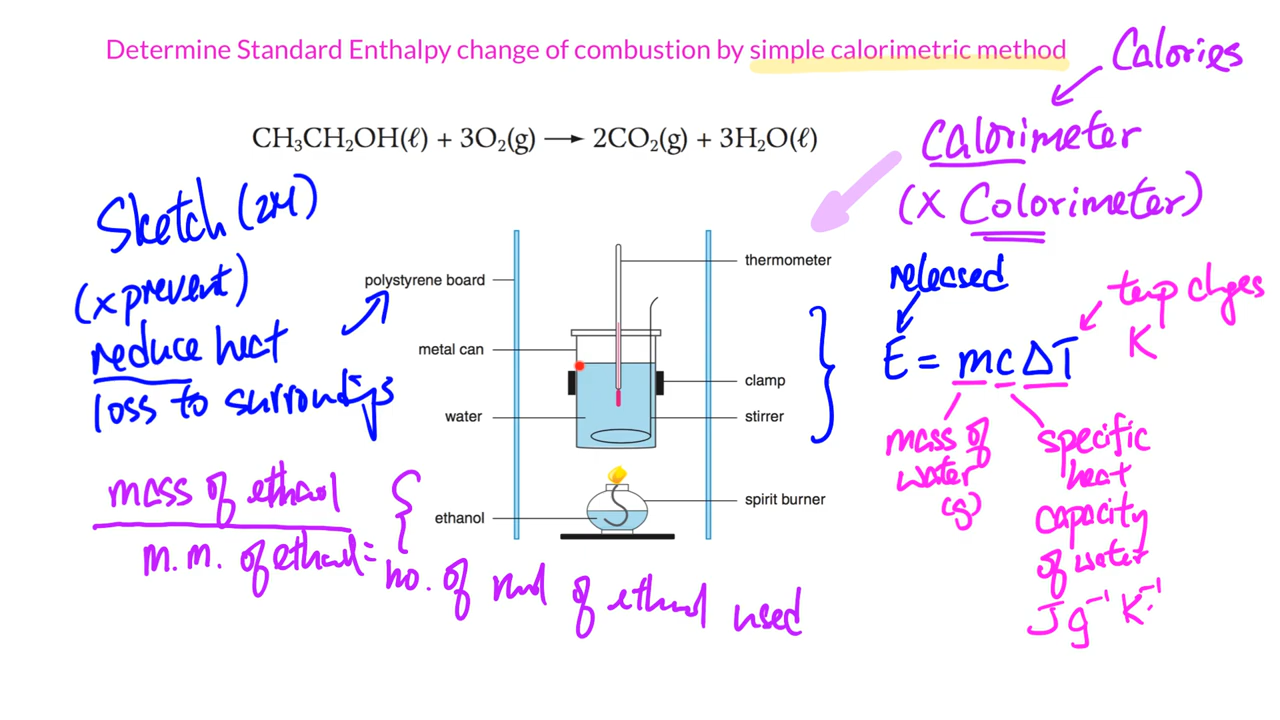 Determine Standard Enthalpy change of combustion by simple calorimetric method
Calories
CH₃CH₂OH(ℓ) + 3O₂(g) ⟶ 2CO₂(g) + 3H₂O(ℓ)
Calorimeter
(X Colorimeter)
Sketch (2M)
(x prevent)
reduce heat
loss to surroundings
polystyrene board
metal can
water
ethanol
thermometer
clamp
stirrer
spirit burner
released
temp chges
K
E = mcΔT
mass of
water
(g)
specific
heat
capacity
of water
J g⁻¹ K⁻¹
mass of ethanol
m.m. of ethanol =
no. of mol of ethanol used